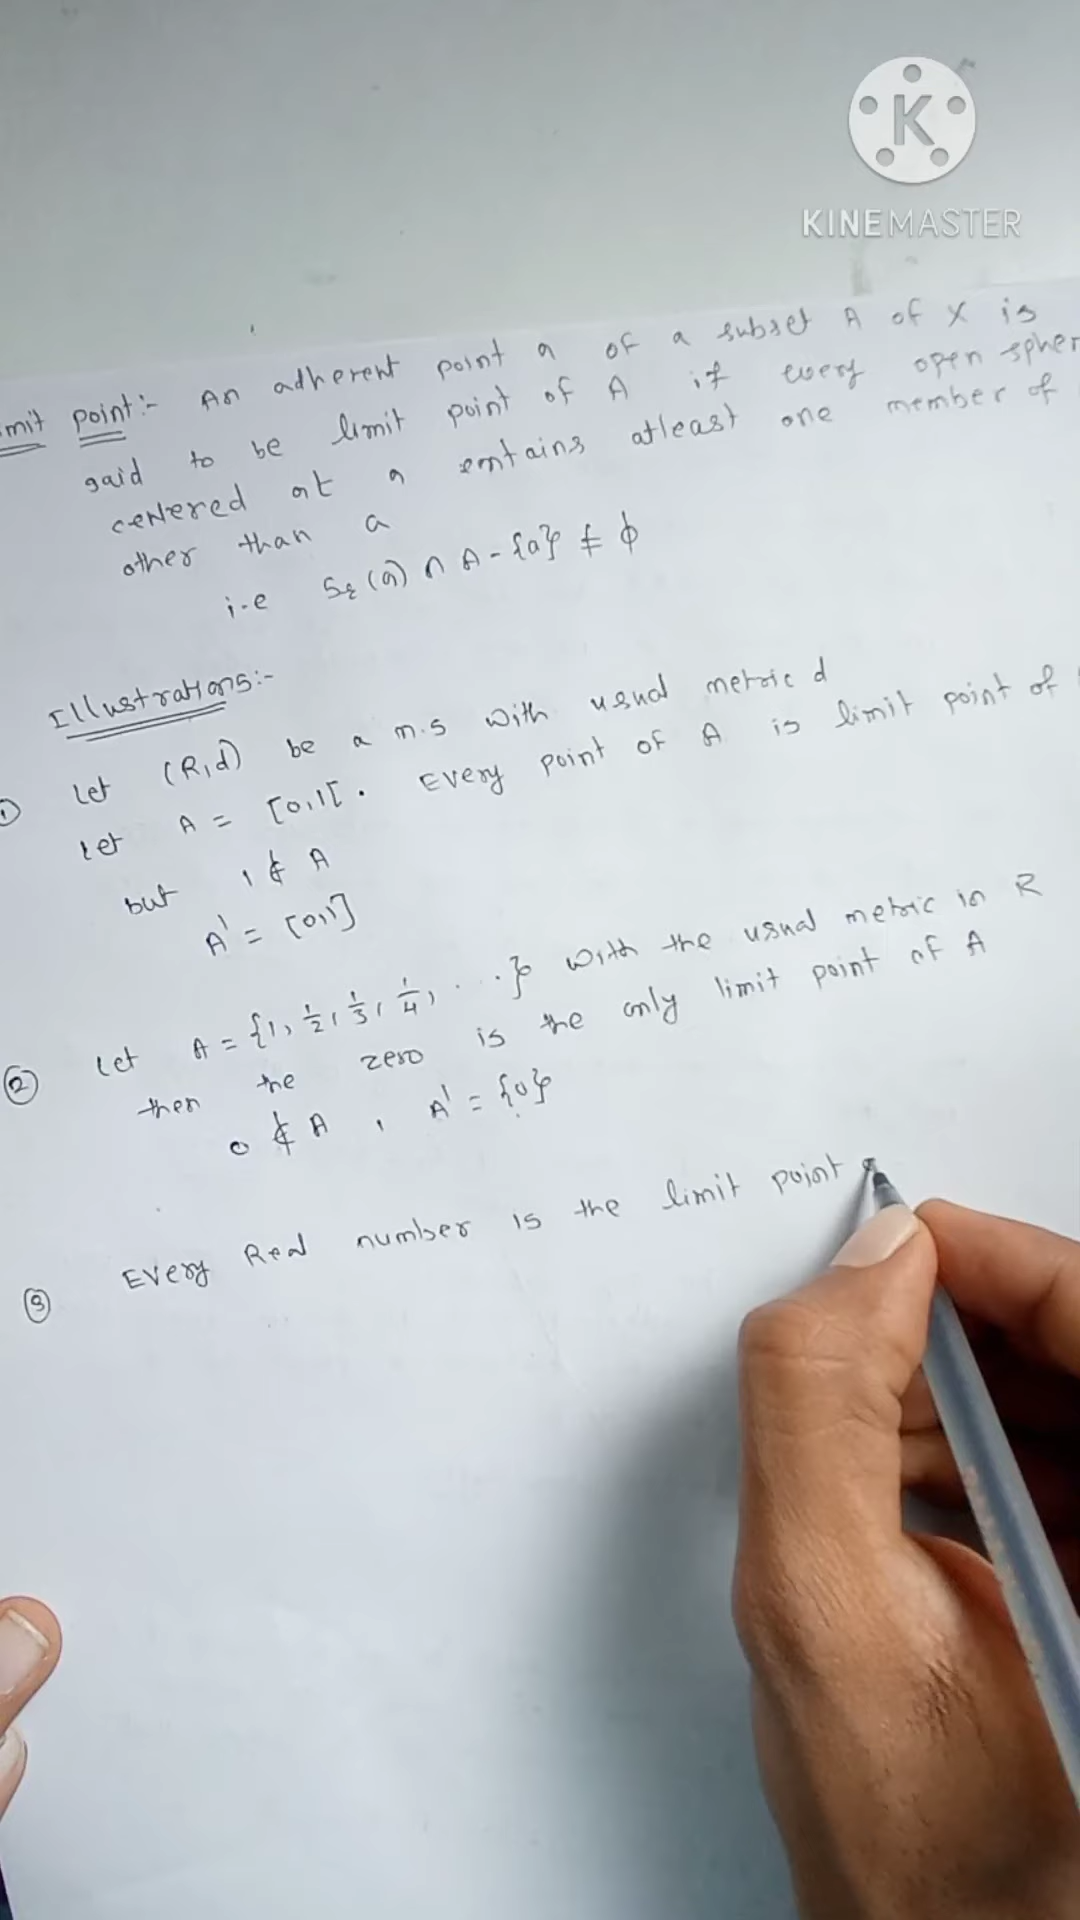 K
KINEMASTER
mit point:- An adherent point a of a subset A of X is
said to be limit point of A if every open spher
centered at a contains atleast one member of
other than a
i-e Sε(a) ∩ A - {a} ≠ ϕ
Illustrations:-
① Let (R,d) be a m.s with usual metric d
let A = [0,1[ . Every point of A is limit point of
but 1 ∉ A
A' = [0,1]
② Let A = {1, 1/2, 1/3, 1/4, ...} with the usual metric in R
then the zero is the only limit point of A
0 ∉ A , A' = {0}
③ Every Real number is the limit point